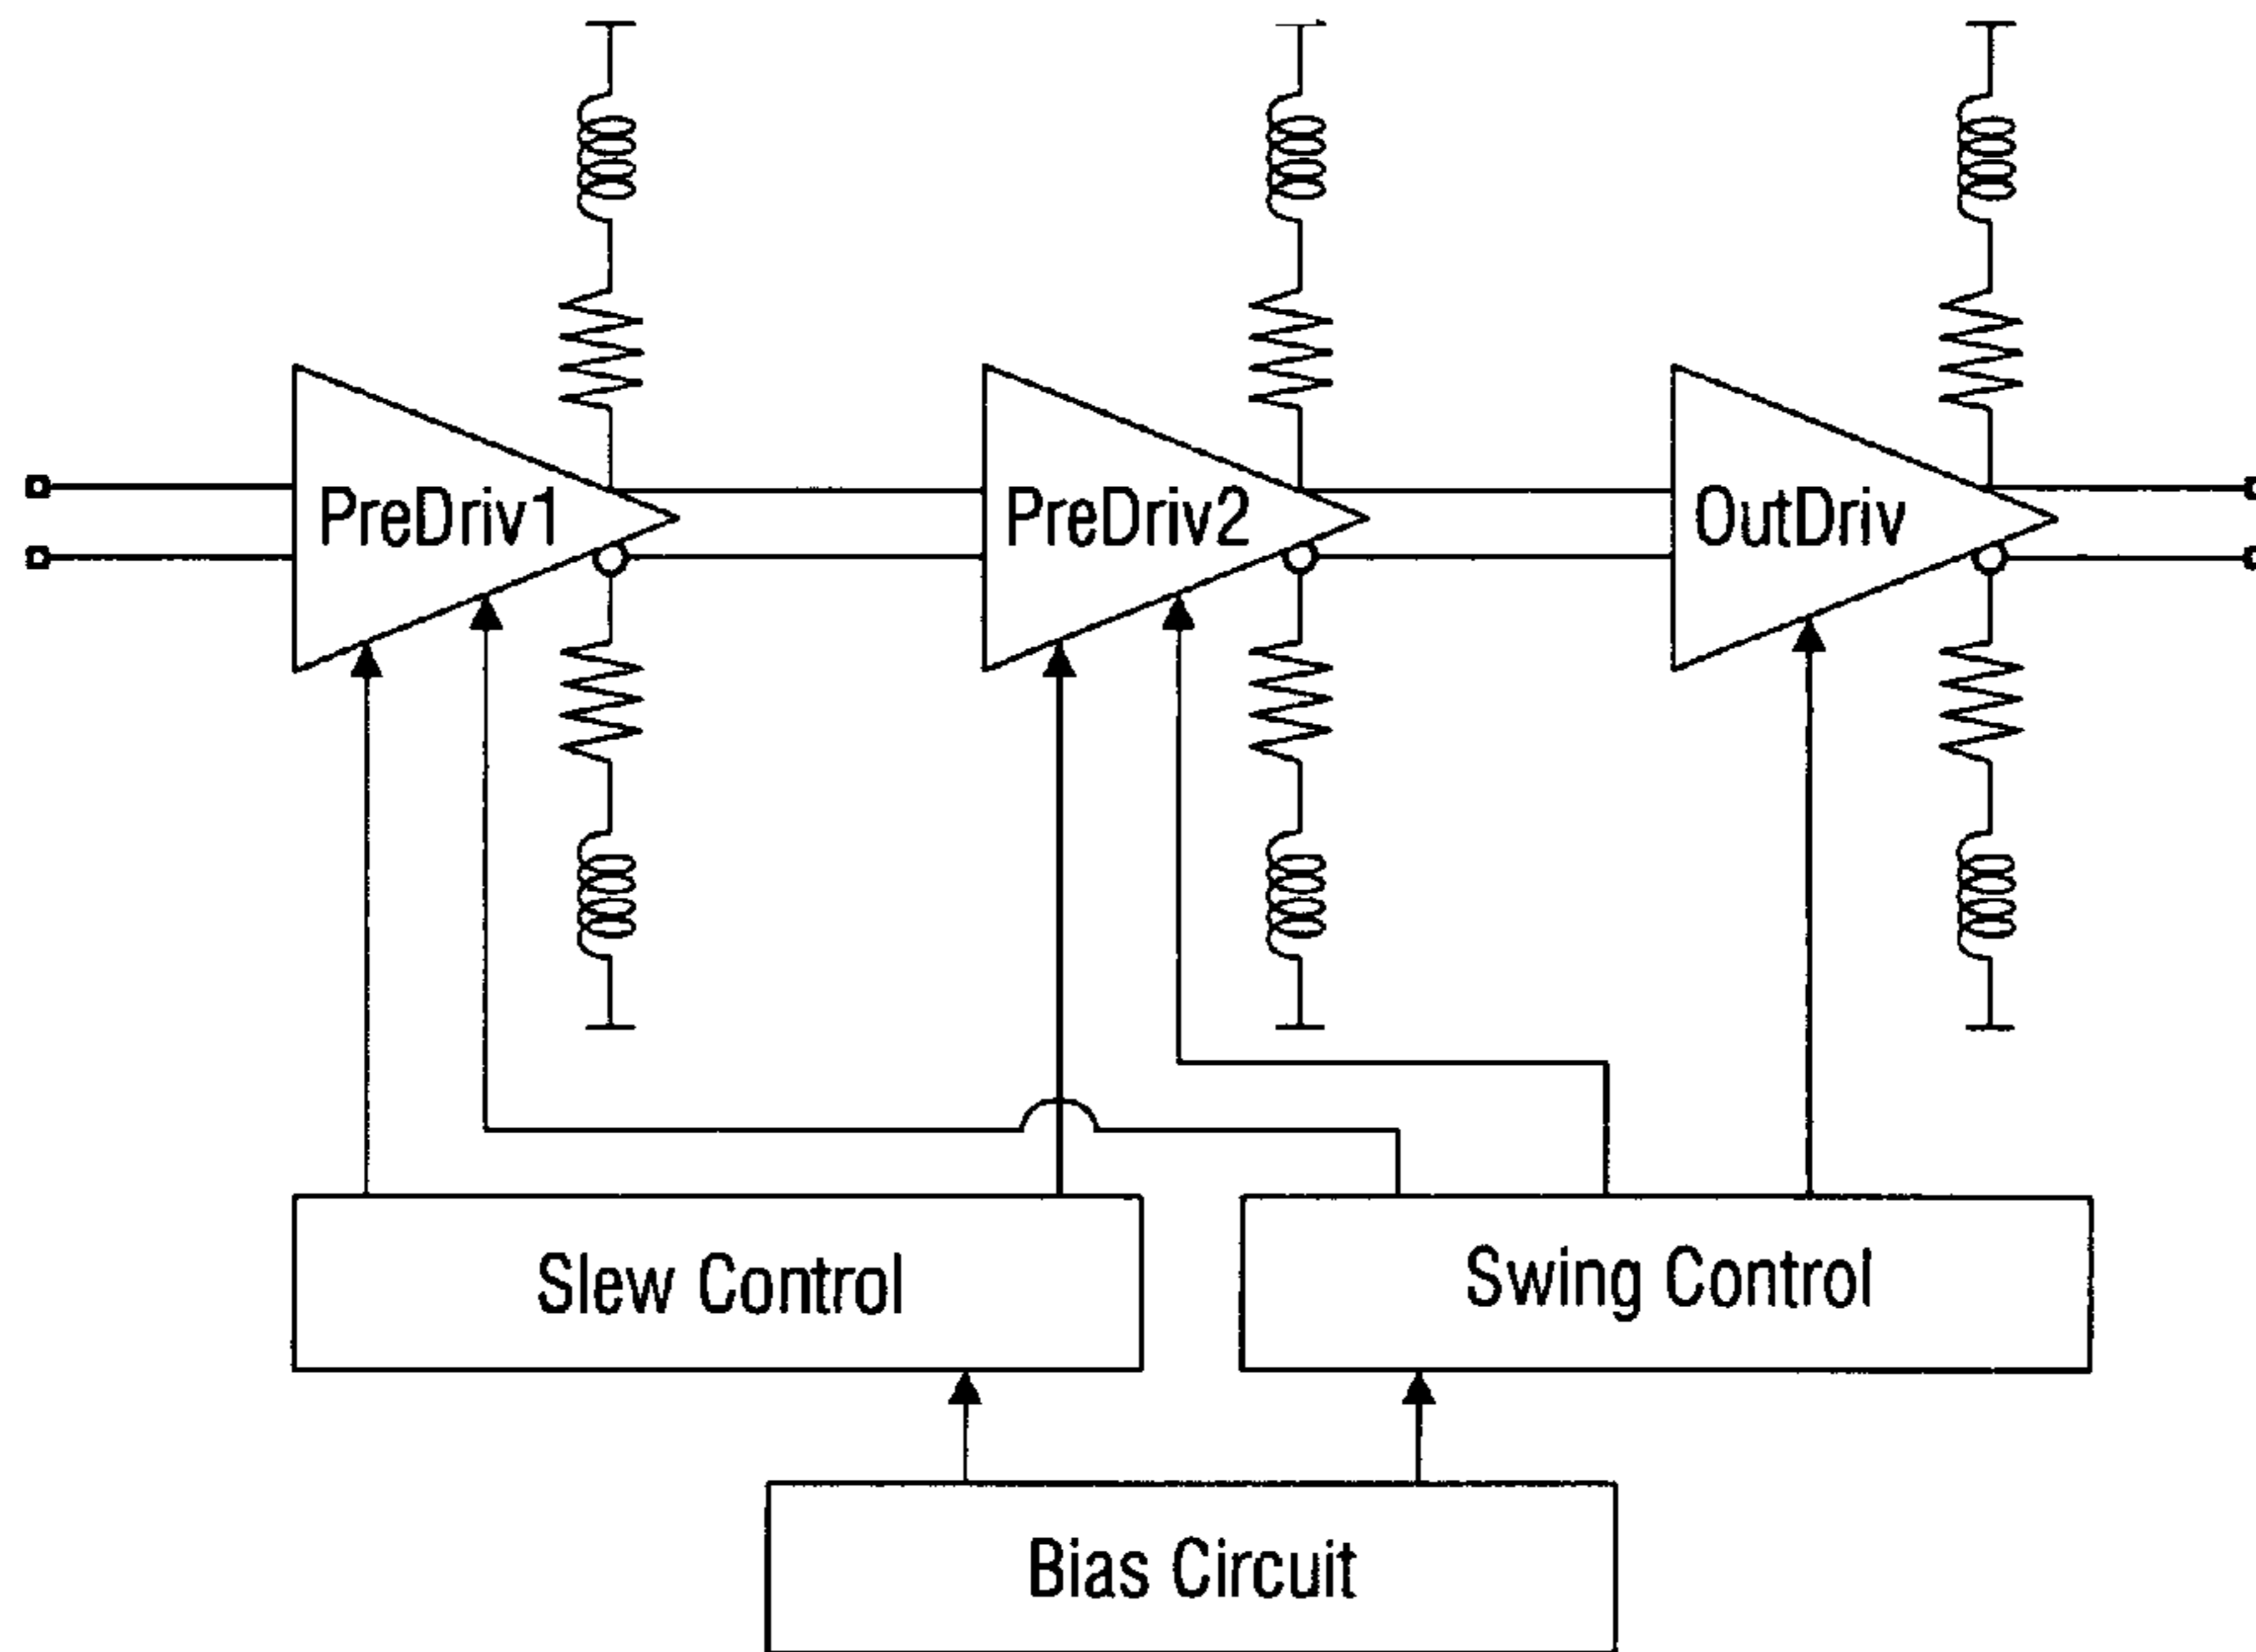 PreDriv1
PreDriv2
OutDriv
Slew Control
Swing Control
Bias Circuit